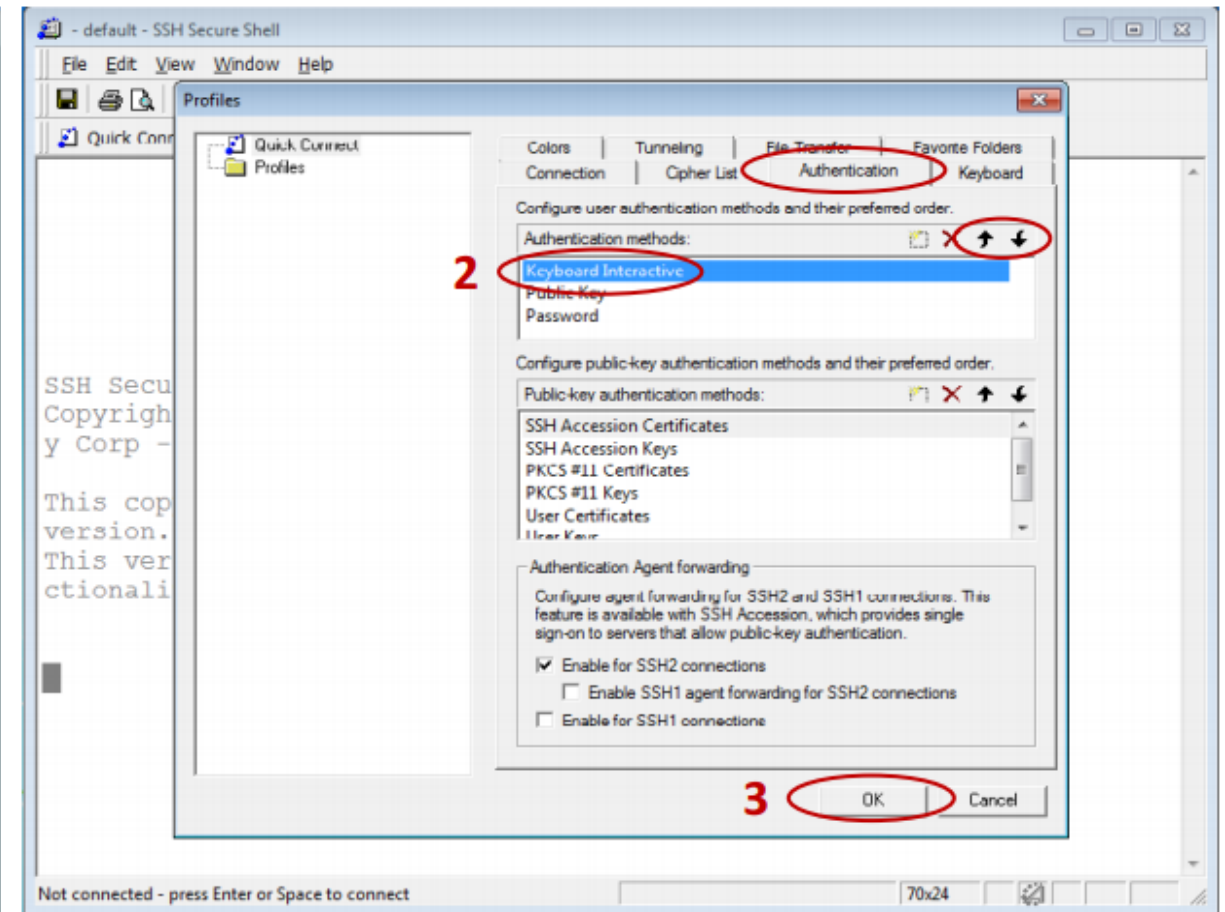 - default - SSH Secure Shell
File Edit View Window Help
Profiles
Quick Conn
Quick Connect
Profiles
Colors Tunneling File Transfer Favorite Folders
Connection Cipher List Authentication Keyboard
Configure user authentication methods and their preferred order.
Authentication methods:
2
Keyboard Interactive
Public Key
Password
Configure public-key authentication methods and their preferred order.
Public-key authentication methods:
SSH Accession Certificates
SSH Accession Keys
PKCS #11 Certificates
PKCS #11 Keys
User Certificates
User Keys
Authentication Agent forwarding
Configure agent forwarding for SSH2 and SSH1 connections. This
feature is available with SSH Accession, which provides single
sign-on to servers that allow public-key authentication.
Enable for SSH2 connections
Enable SSH1 agent forwarding for SSH2 connections
Enable for SSH1 connections
3
OK Cancel
SSH Secu
Copyrigh
y Corp -
This cop
version.
This ver
ctionali
Not connected - press Enter or Space to connect
70x24